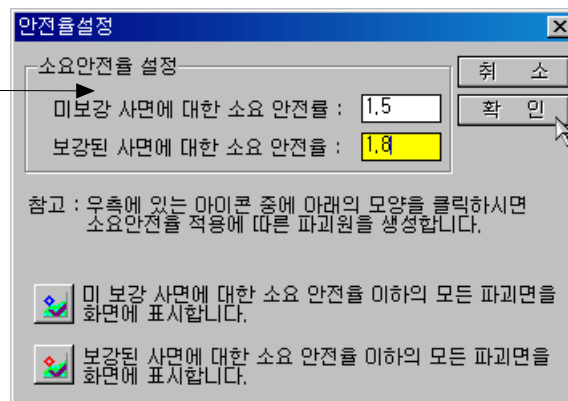 안전율설정
소요안전율 설정
취 소
미보강 사면에 대한 소요 안전률 : 1.5
확 인
보강된 사면에 대한 소요 안전율 : 1.8
참고 : 우측에 있는 아이콘 중에 아래의 모양을 클릭하시면
소요안전율 적용에 따른 파괴원을 생성합니다.
미 보강 사면에 대한 소요 안전율 이하의 모든 파괴면을
화면에 표시합니다.
보강된 사면에 대한 소요 안전율 이하의 모든 파괴면을
화면에 표시합니다.